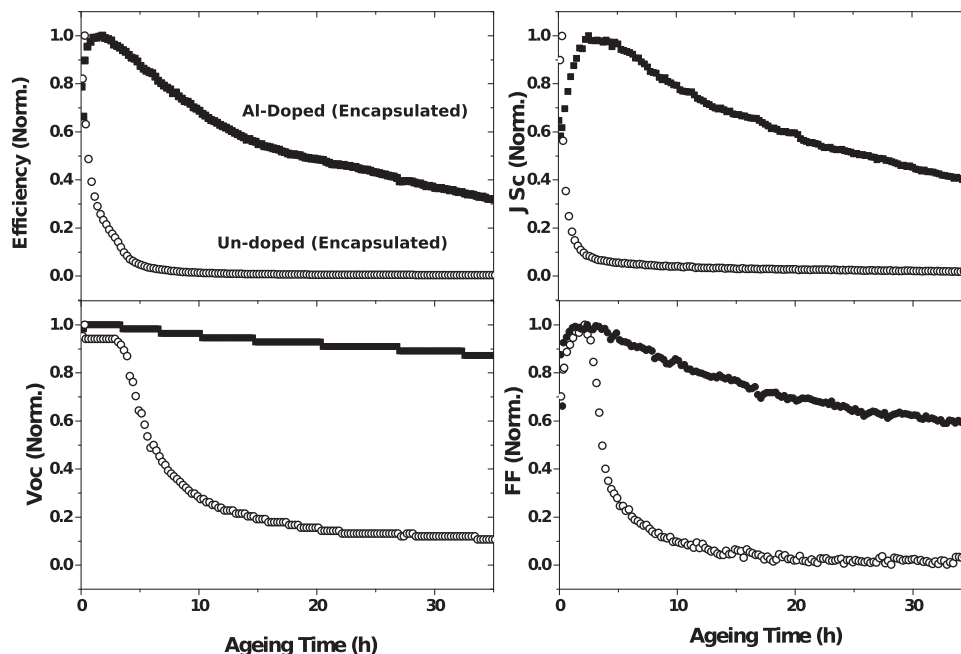 Efficiency (Norm.)
1.0
0.8
0.6
0.4
0.2
0.0
Al-Doped (Encapsulated)
Un-doped (Encapsulated)
J Sc (Norm.)
1.0
0.8
0.6
0.4
0.2
0.0
Voc (Norm.)
1.0
0.8
0.6
0.4
0.2
0.0
0 10 20 30
Ageing Time (h)
FF (Norm.)
1.0
0.8
0.6
0.4
0.2
0.0
0 10 20 30
Ageing Time (h)